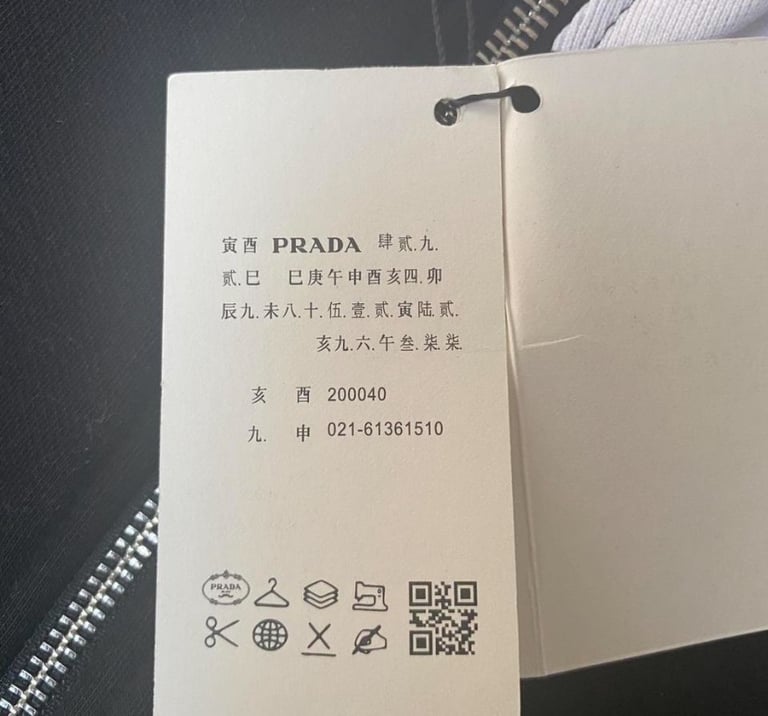 寅酉 PRADA 肆贰.九.
贰.巳 巳庚午申酉亥四.卯
辰九.未八.十.伍.壹.贰.寅陆.贰.
亥九.六.午叁.柒.柒.
亥 酉 200040
九. 申 021-61361510
PRADA